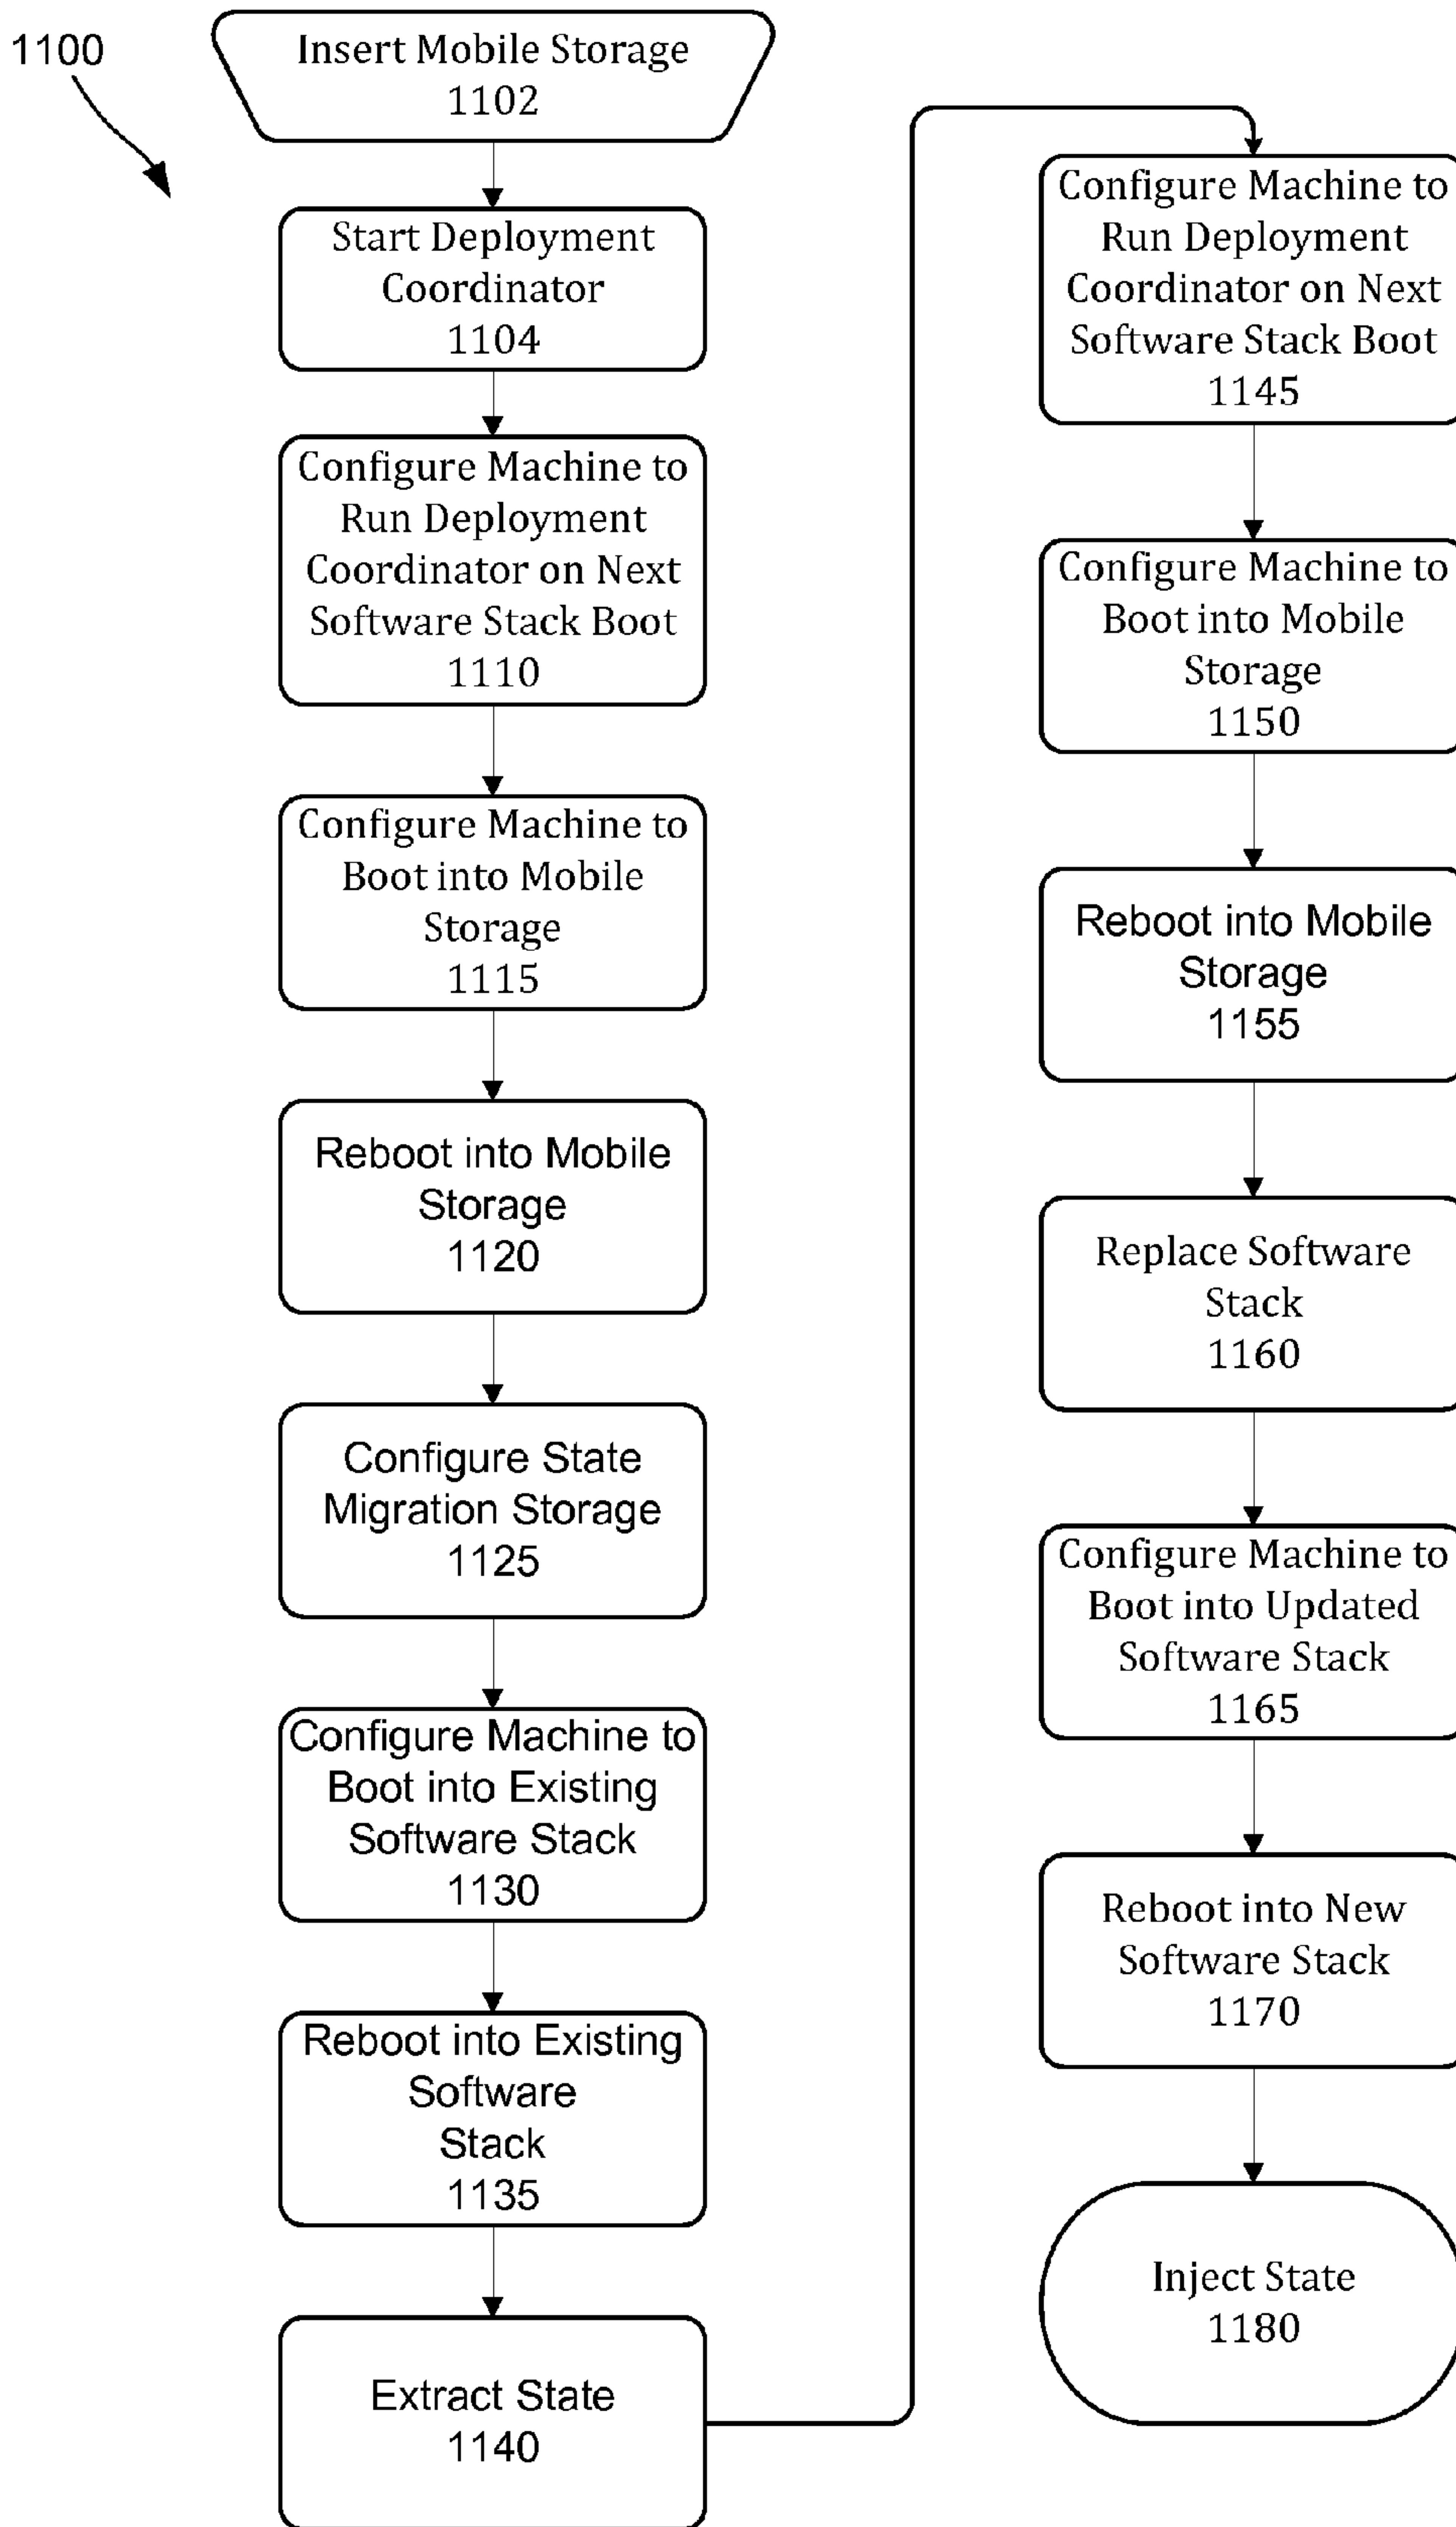 1100
Insert Mobile Storage
1102
Start Deployment
Coordinator
1104
Configure Machine to
Run Deployment
Coordinator on Next
Software Stack Boot
1110
Configure Machine to
Boot into Mobile
Storage
1115
Reboot into Mobile
Storage
1120
Configure State
Migration Storage
1125
Configure Machine to
Boot into Existing
Software Stack
1130
Reboot into Existing
Software
Stack
1135
Extract State
1140
Configure Machine to
Run Deployment
Coordinator on Next
Software Stack Boot
1145
Configure Machine to
Boot into Mobile
Storage
1150
Reboot into Mobile
Storage
1155
Replace Software
Stack
1160
Configure Machine to
Boot into Updated
Software Stack
1165
Reboot into New
Software Stack
1170
Inject State
1180